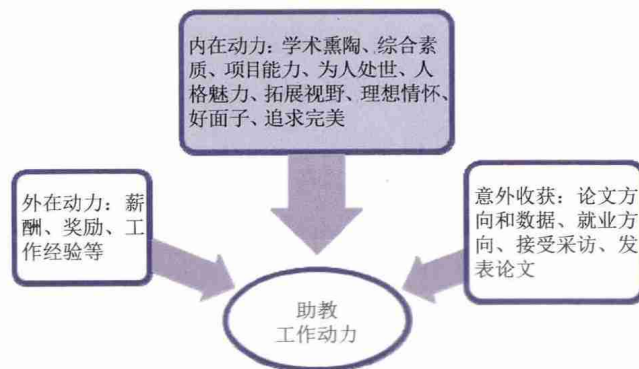 内在动力：学术熏陶、综合素
质、项目能力、为人处世、人
格魅力、拓展视野、理想情怀、
好面子、追求完美
外在动力：薪
酬、奖励、工
作经验等
意外收获：论文方
向和数据、就业方
向、接受采访、发
表论文
助教
工作动力